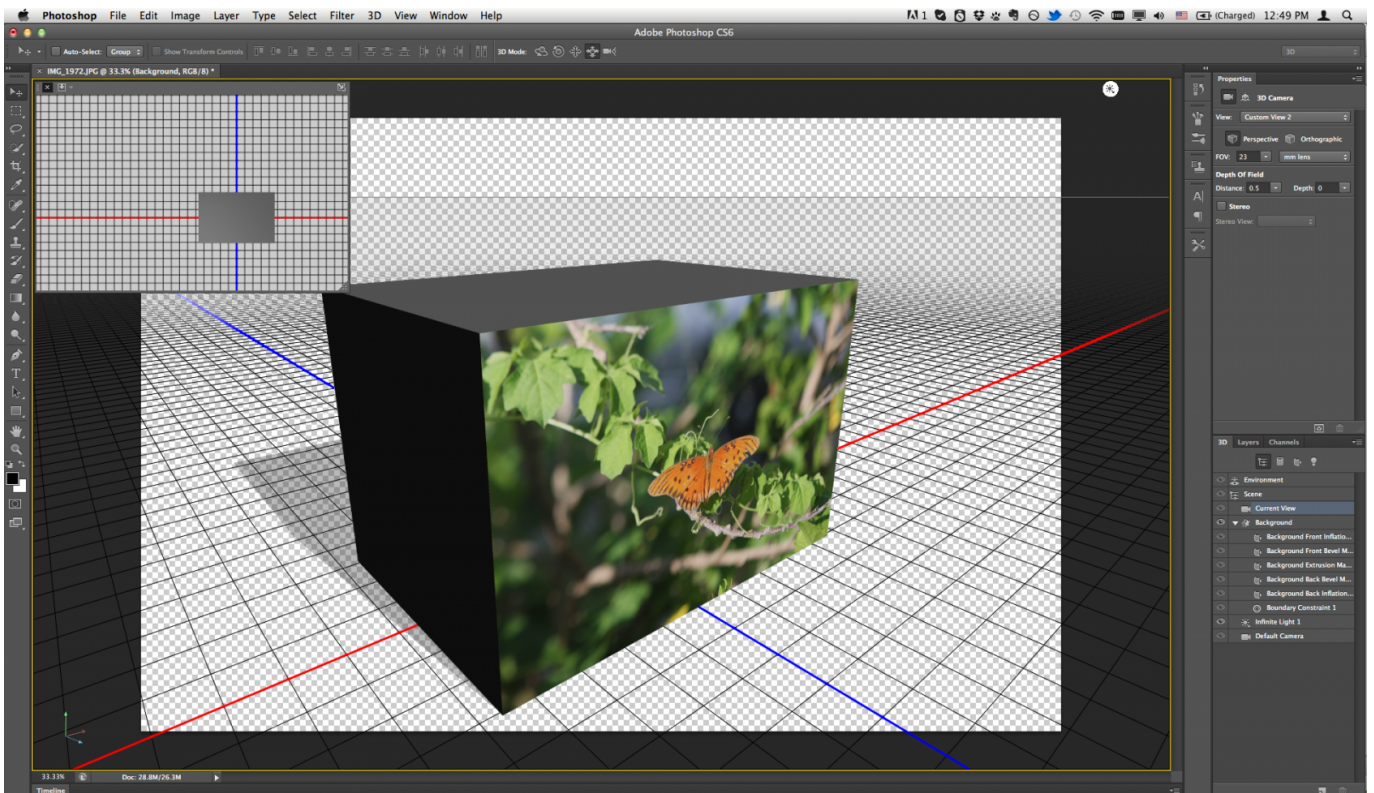 Photoshop File Edit Image Layer Type Select Filter 3D View Window Help
1 (Charged) 12:49 PM
Adobe Photoshop CS6
Auto-Select: Group Show Transform Controls 3D Mode: 3D
× IMG_1972.JPG @ 33.3% (Background, RGB/8) *
Properties
3D Camera
View: Custom View 2
Perspective Orthographic
FOV: 23 mm lens
Depth Of Field
Distance: 0.5 Depth: 0
Stereo
Stereo View:
3D Layers Channels
Environment
Scene
Current View
Background
Background Front Inflatio...
Background Front Bevel M...
Background Extrusion Ma...
Background Back Bevel M...
Background Back Inflation...
Boundary Constraint 1
Infinite Light 1
Default Camera
33.33% Doc: 28.8M/26.3M
Timeline